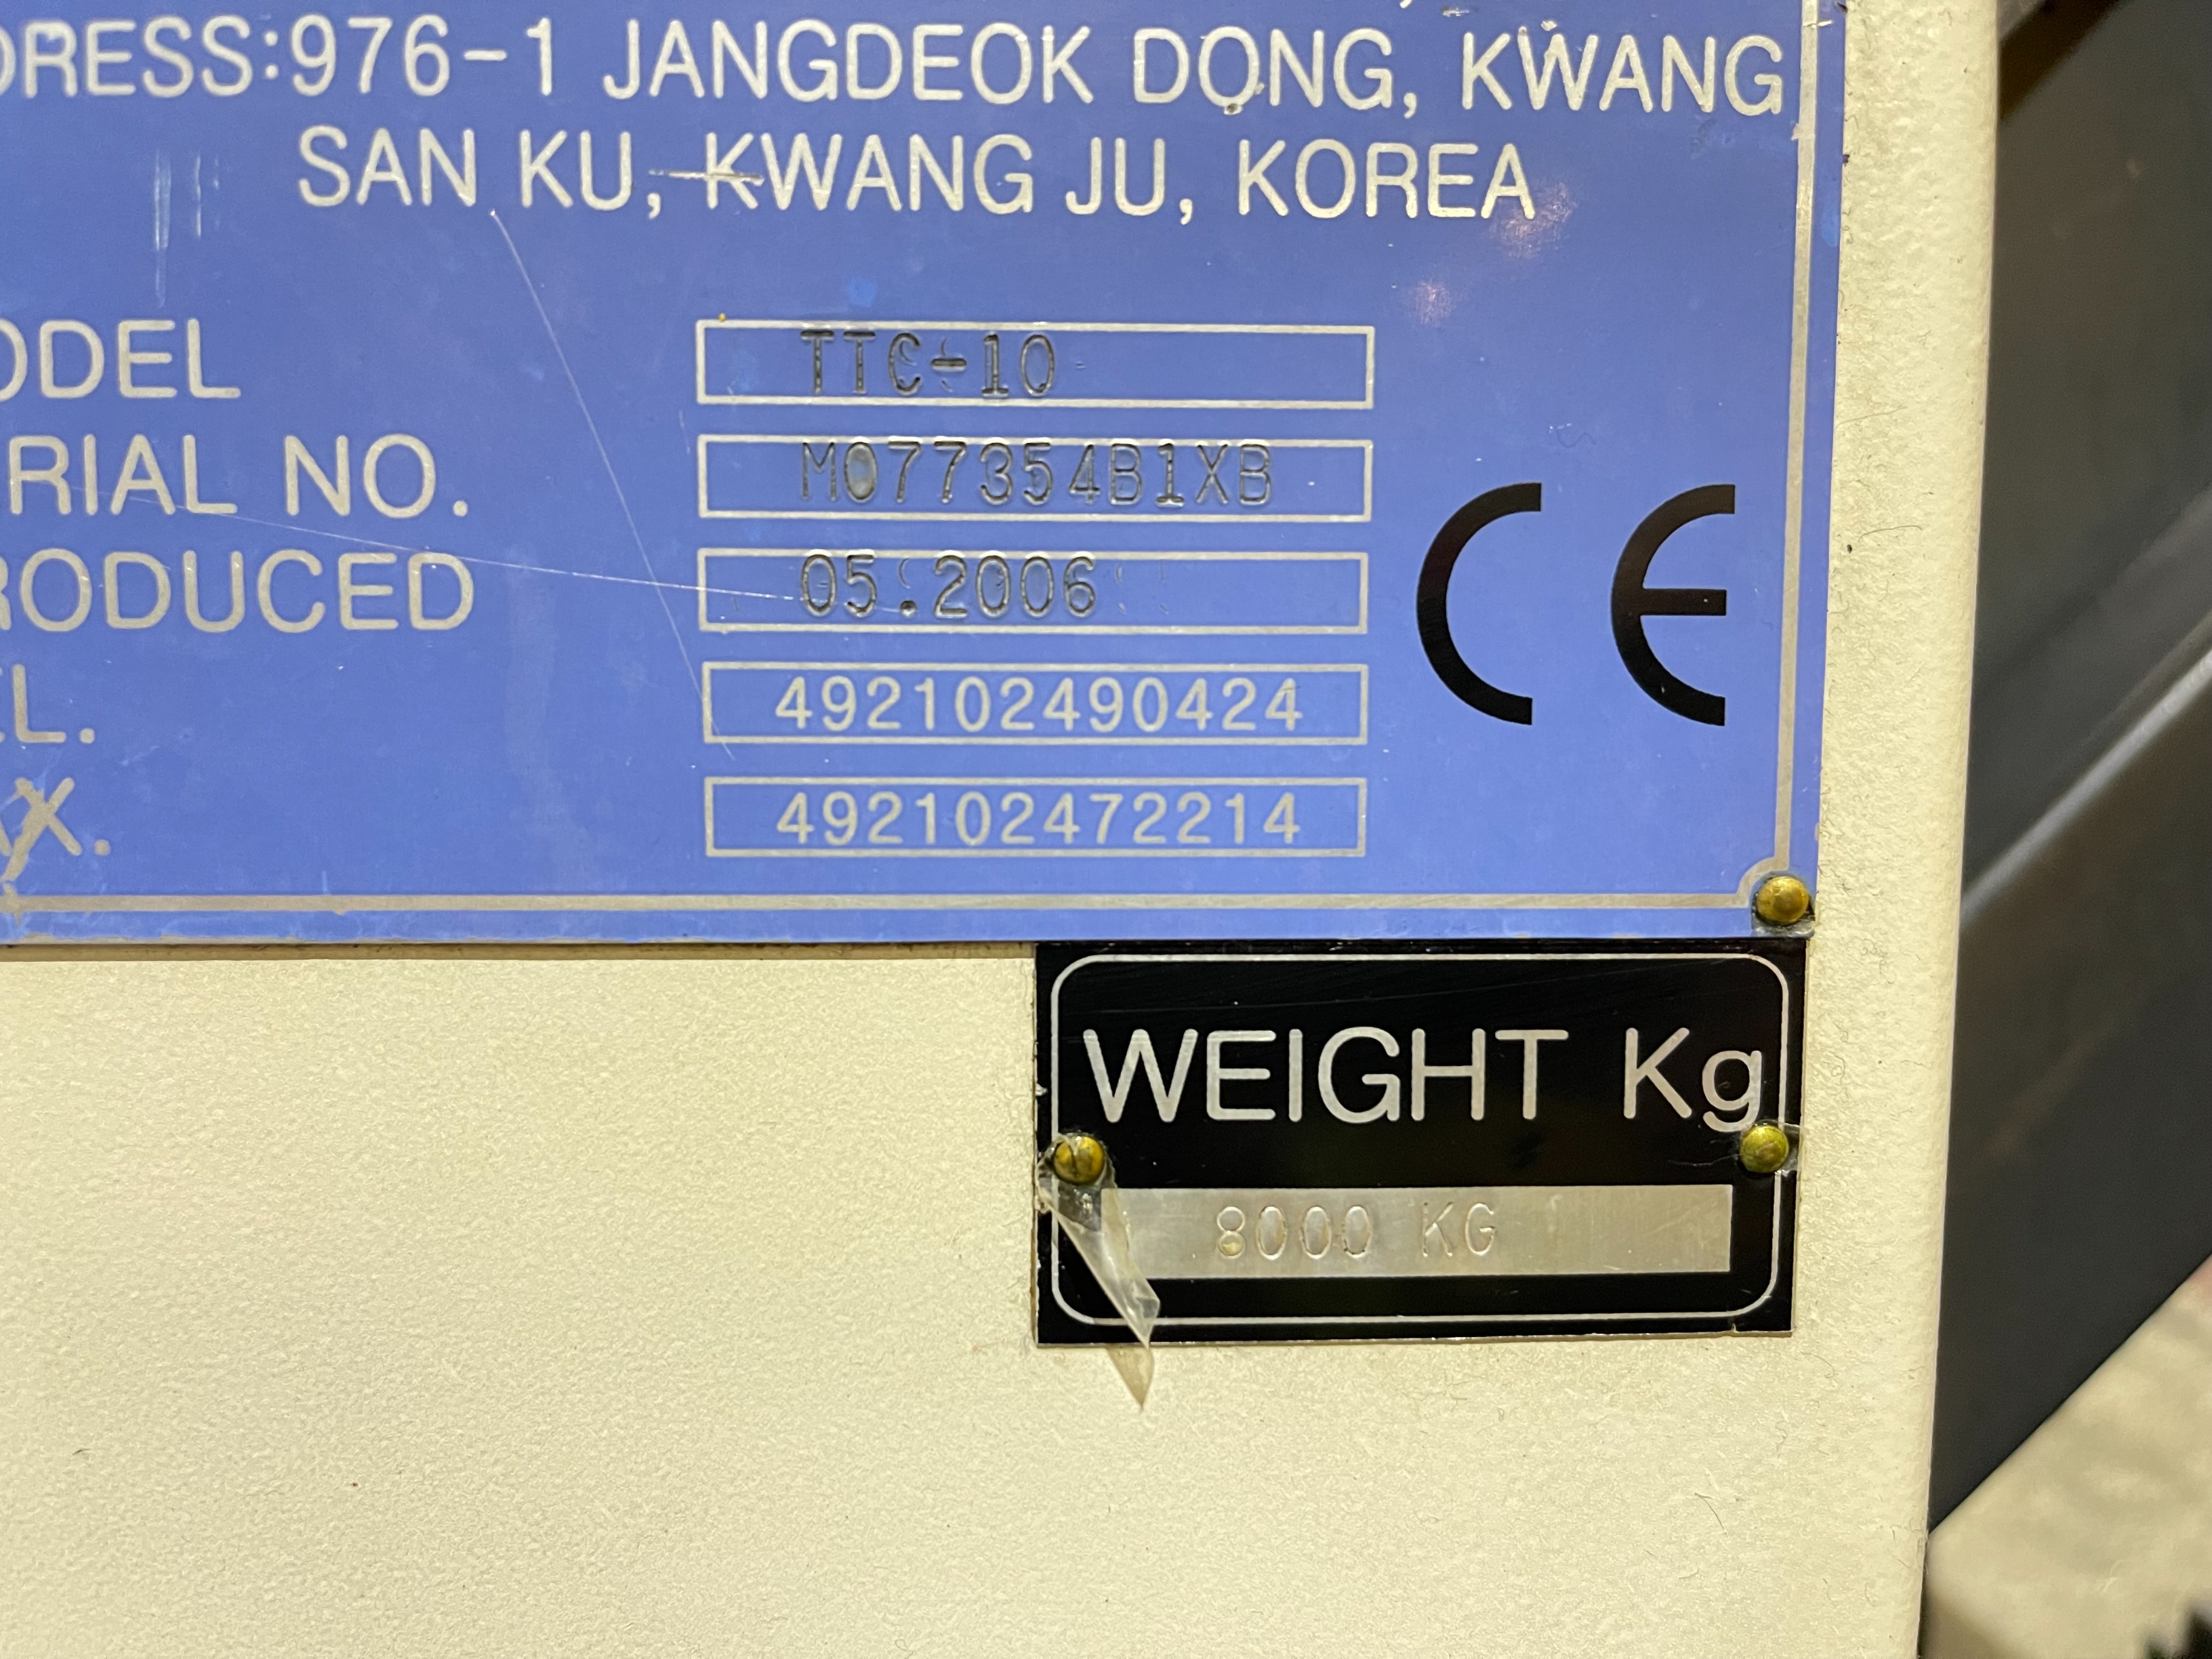 DRESS:976-1 JANGDEOK DONG, KWANG
SAN KU, KWANG JU, KOREA
ODEL TTC-10
RIAL NO. M077354B1XB
RODUCED 05.2006
EL. 492102490424
AX. 492102472214
CE
WEIGHT Kg
8000 KG